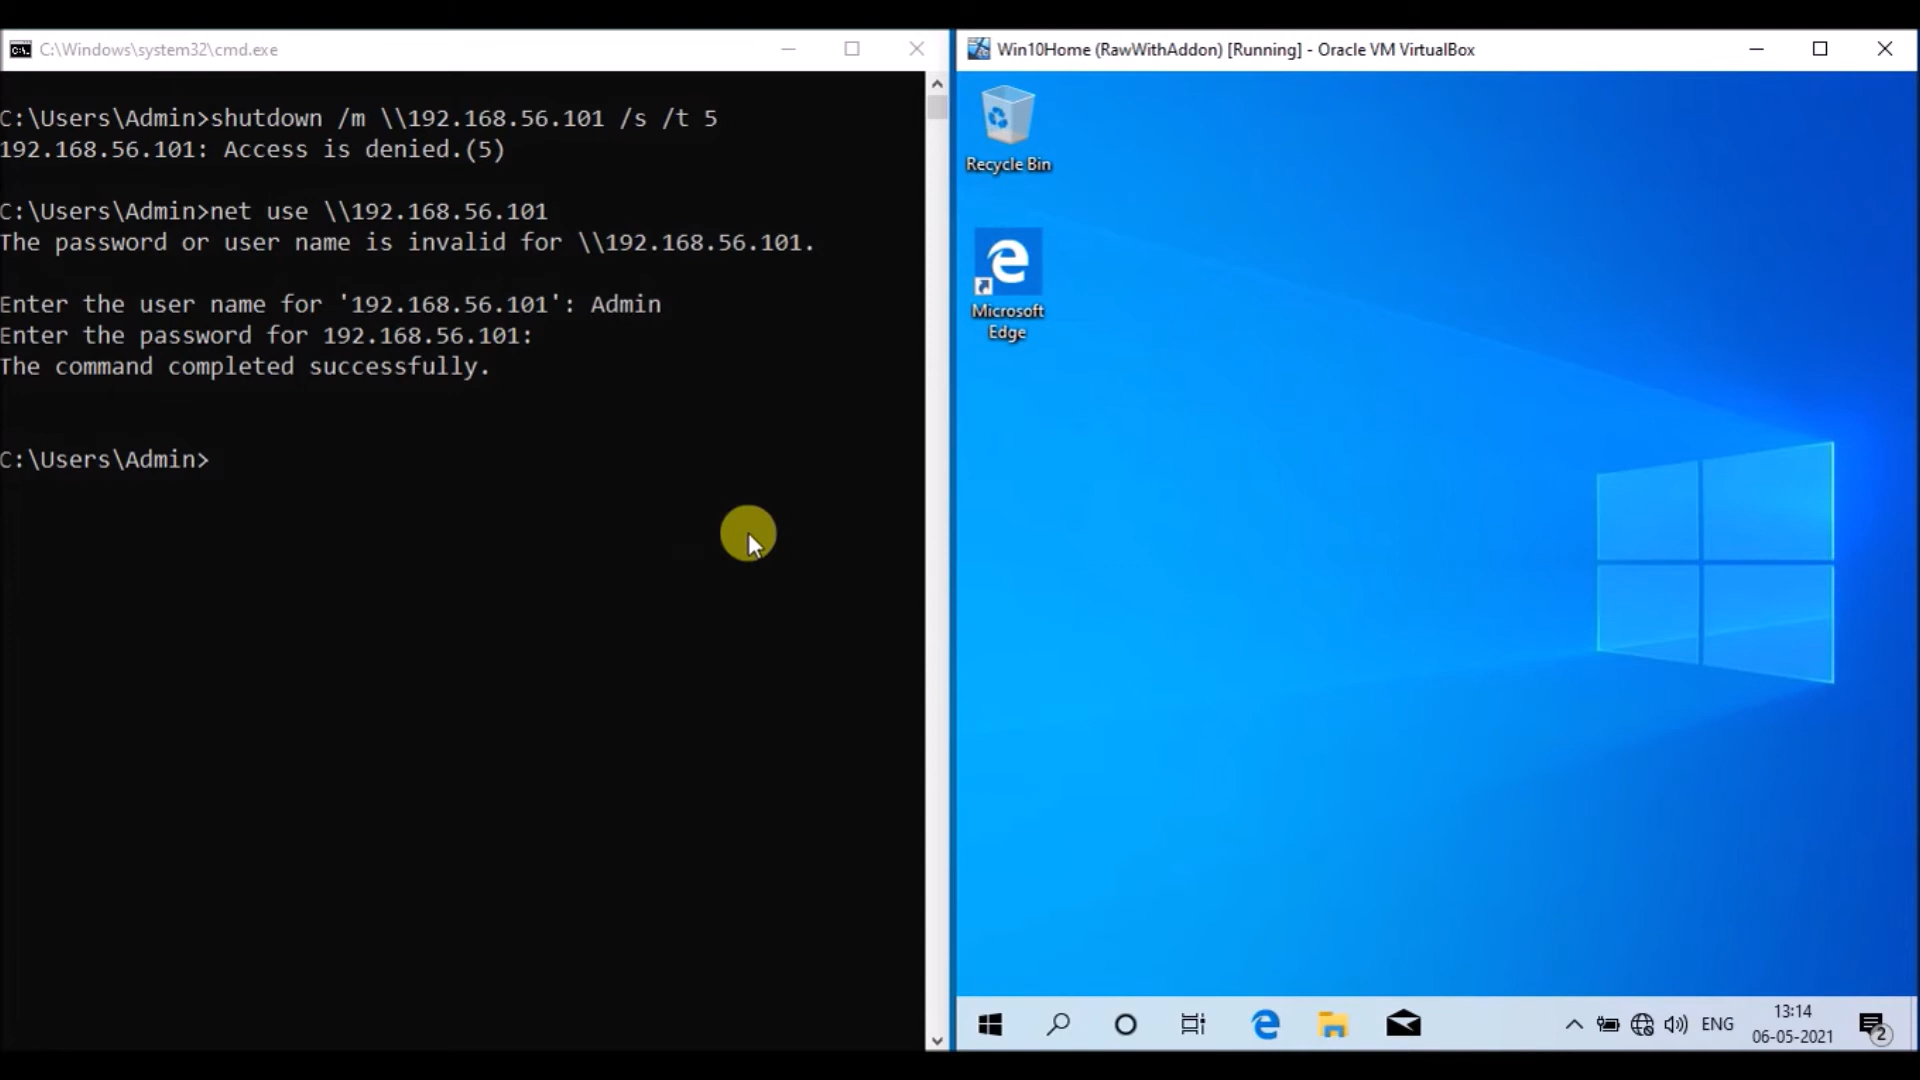 C:\Windows\system32\cmd.exe
C:\Users\Admin>shutdown /m \\192.168.56.101 /s /t 5
192.168.56.101: Access is denied.(5)
C:\Users\Admin>net use \\192.168.56.101
The password or user name is invalid for \\192.168.56.101.
Enter the user name for '192.168.56.101': Admin
Enter the password for 192.168.56.101:
The command completed successfully.
C:\Users\Admin>
Win10Home (RawWithAddon) [Running] - Oracle VM VirtualBox
Recycle Bin
Microsoft
Edge
ENG
13:14
06-05-2021
2